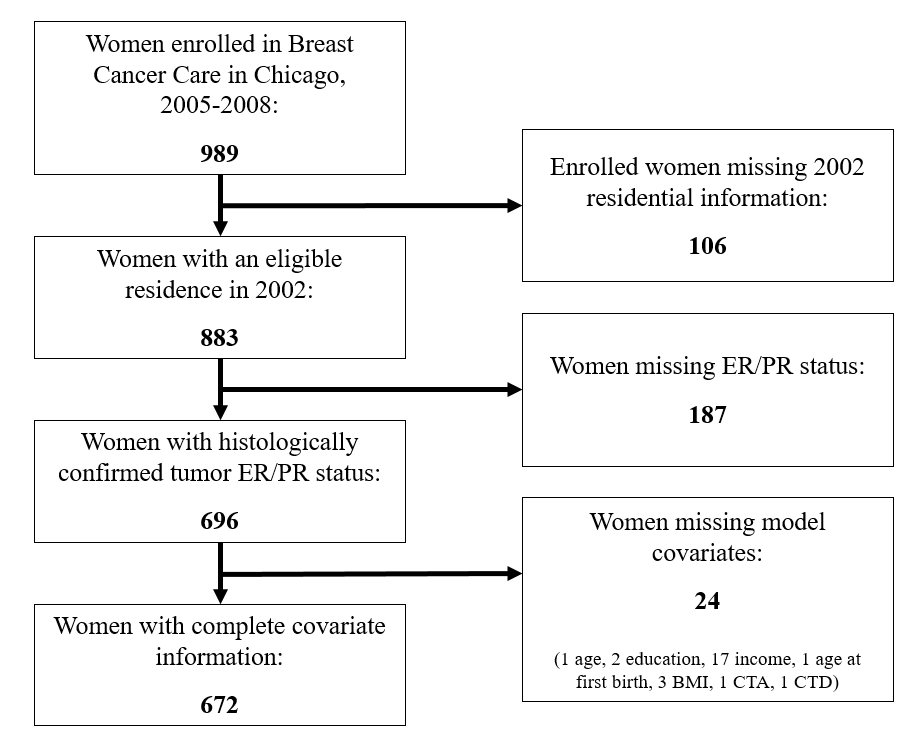 Women enrolled in Breast
Cancer Care in Chicago,
2005-2008:
989
Enrolled women missing 2002
residential information:
106
Women with an eligible
residence in 2002:
883
Women missing ER/PR status:
187
Women with histologically
confirmed tumor ER/PR status:
696
Women missing model
covariates:
24
(1 age, 2 education, 17 income, 1 age at
first birth, 3 BMI, 1 CTA, 1 CTD)
Women with complete covariate
information:
672